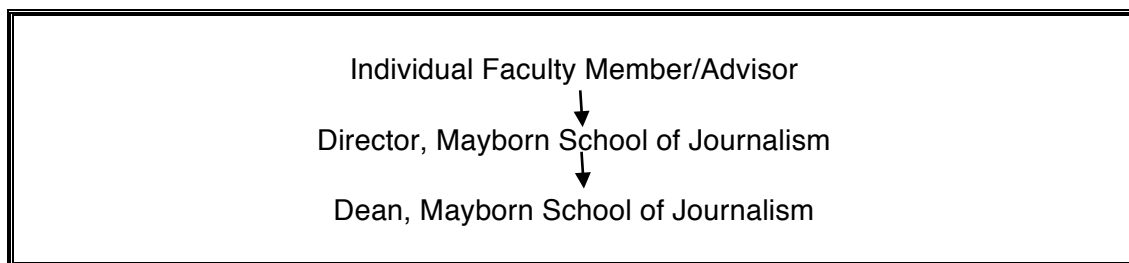 Individual Faculty Member/Advisor
Director, Mayborn School of Journalism
Dean, Mayborn School of Journalism